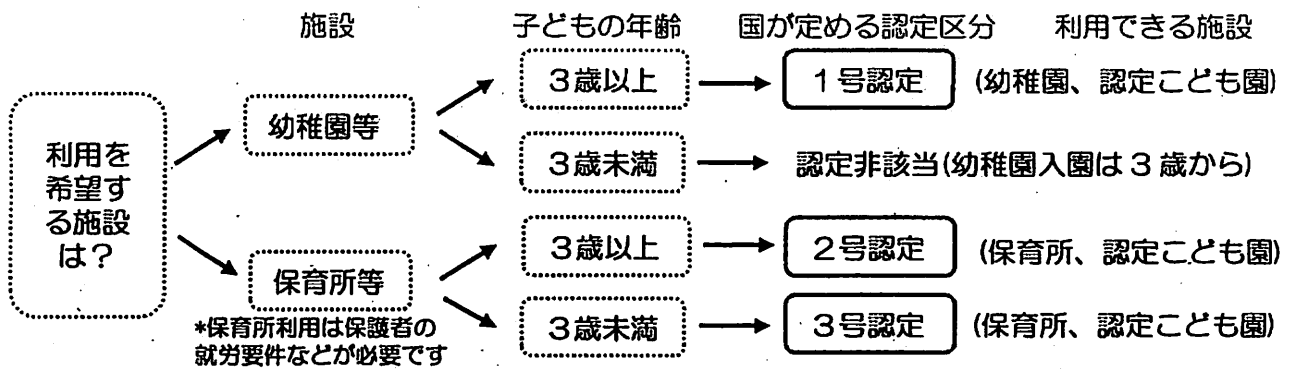 施設　子どもの年齢　国が定める認定区分　利用できる施設
利用を
希望す
る施設
は？
幼稚園等
3歳以上
1号認定
(幼稚園、認定こども園)
3歳未満
認定非該当(幼稚園入園は3歳から)
保育所等
*保育所利用は保護者の
就労要件などが必要です
3歳以上
2号認定
(保育所、認定こども園)
3歳未満
3号認定
(保育所、認定こども園)